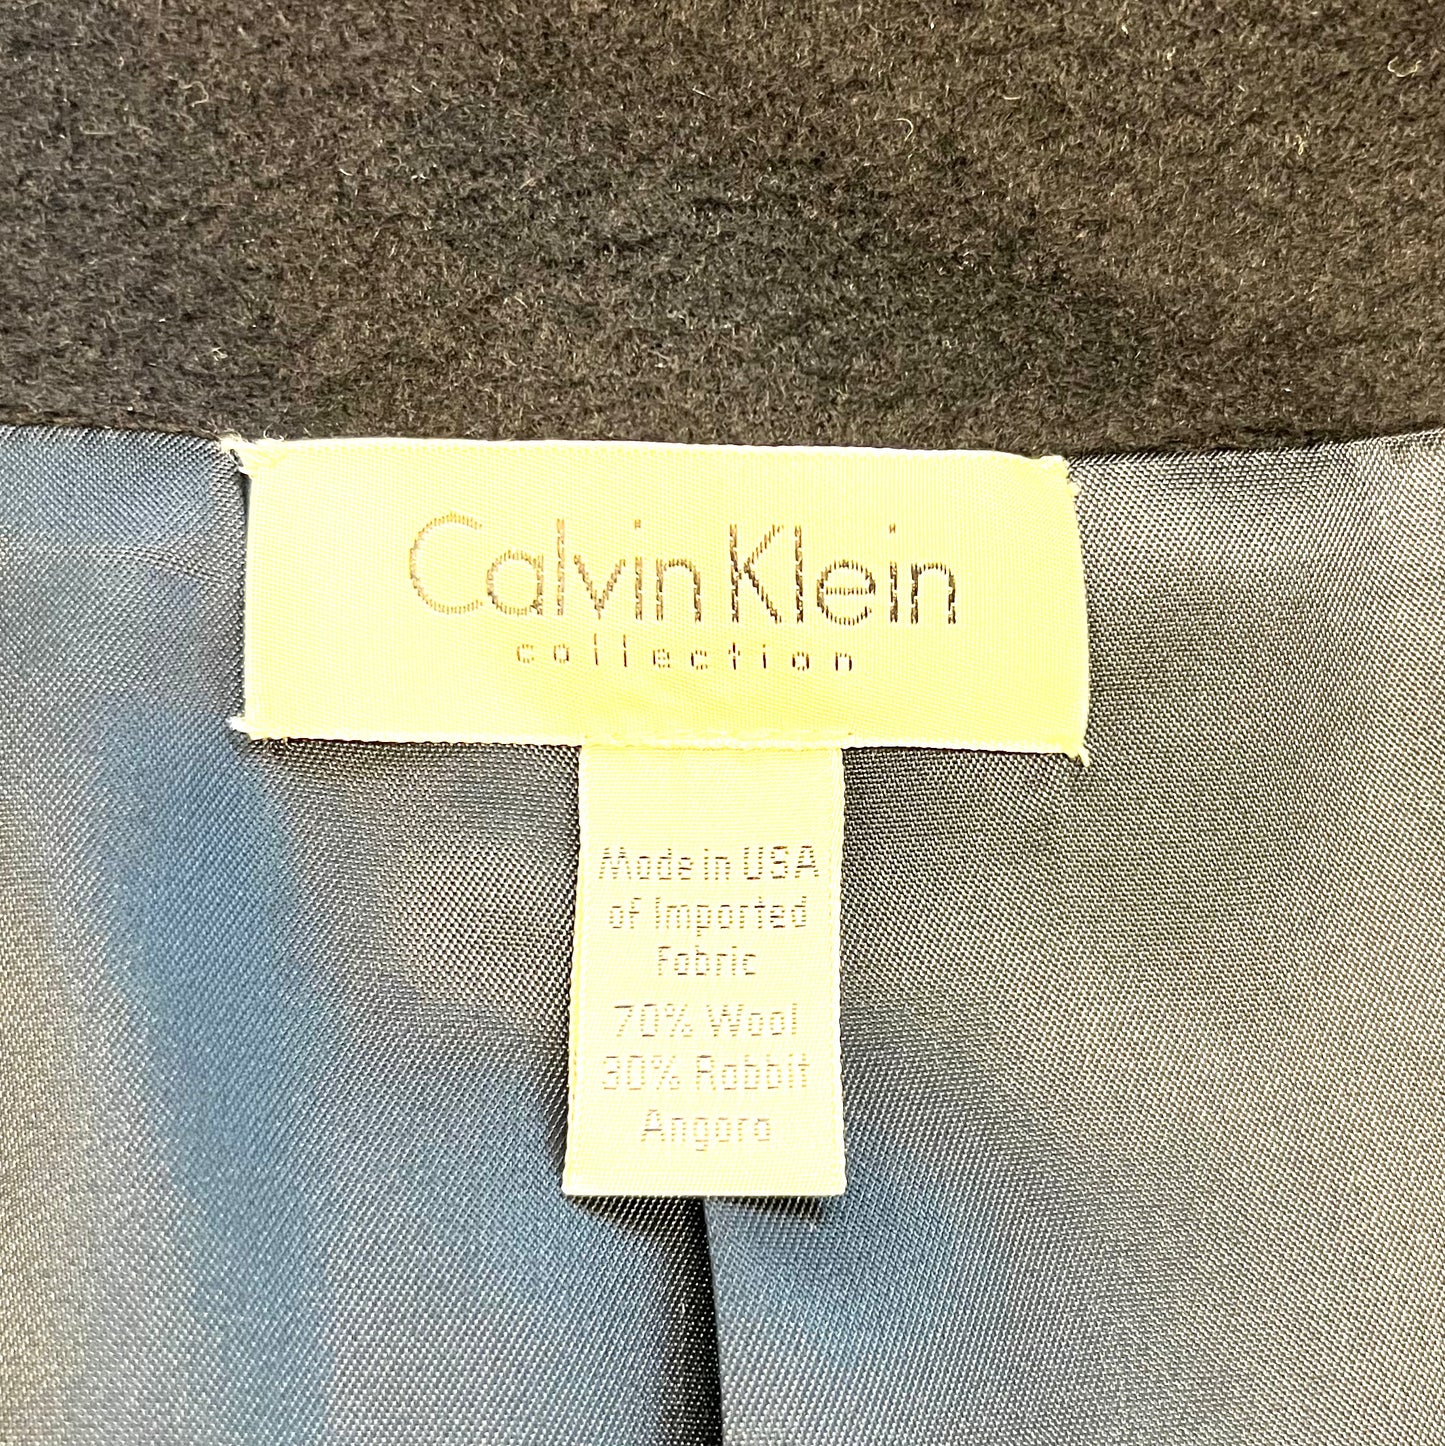 Calvin Klein
collection
Made in USA
of Imported
Fabric
70% Wool
30% Rabbit
Angora